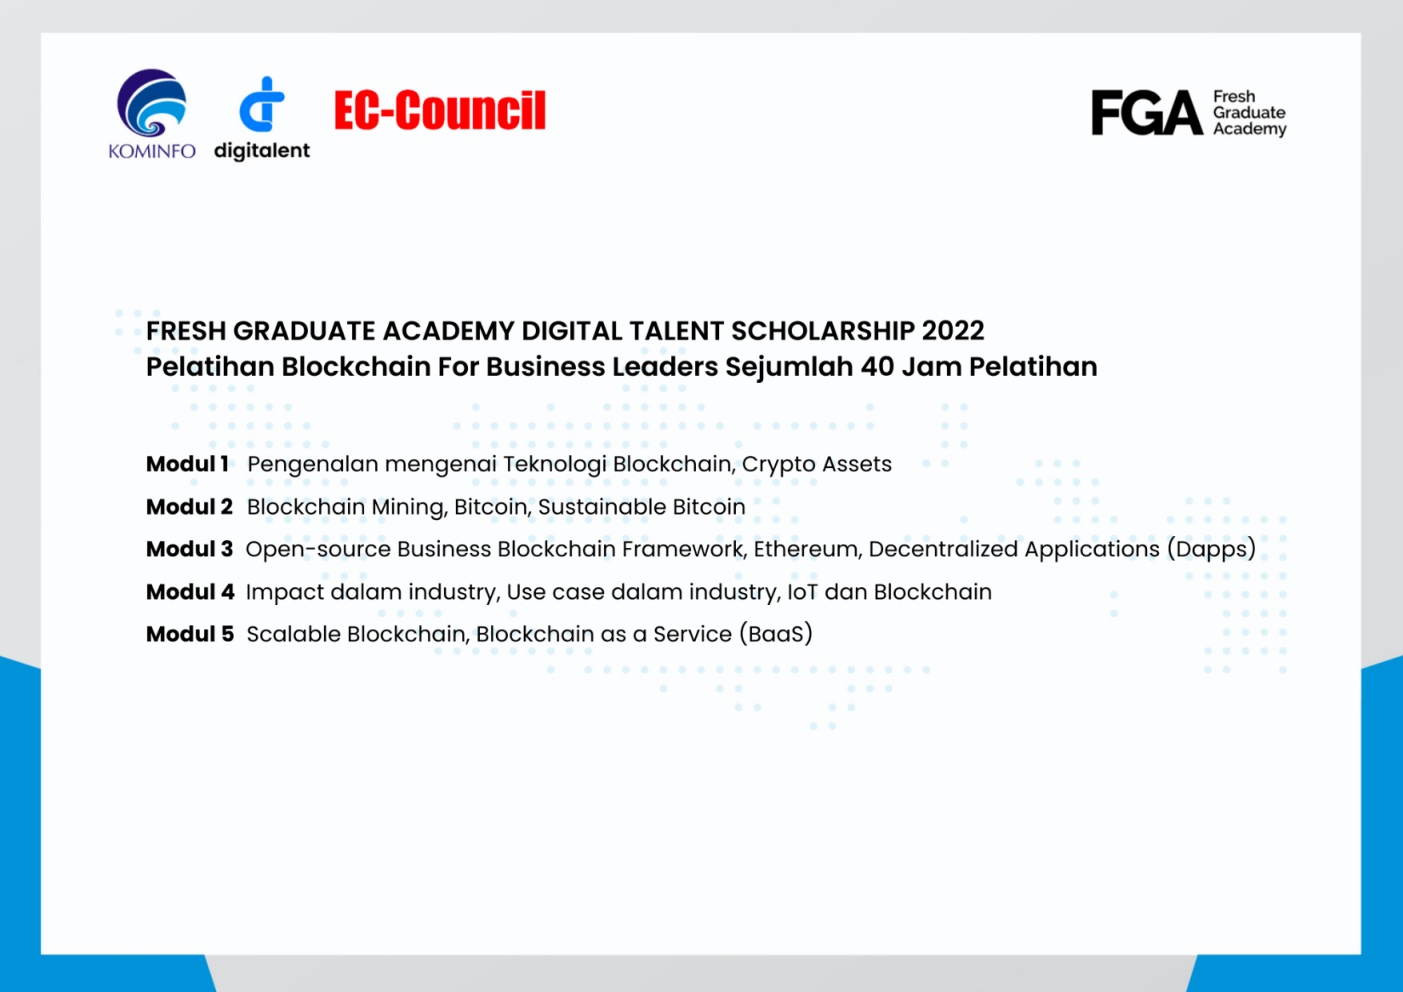 KOMINFO
digitalent
EC-Council
FGA
Fresh
Graduate
Academy
FRESH GRADUATE ACADEMY DIGITAL TALENT SCHOLARSHIP 2022
Pelatihan Blockchain For Business Leaders Sejumlah 40 Jam Pelatihan
Modul 1 Pengenalan mengenai Teknologi Blockchain, Crypto Assets
Modul 2 Blockchain Mining, Bitcoin, Sustainable Bitcoin
Modul 3 Open-source Business Blockchain Framework, Ethereum, Decentralized Applications (Dapps)
Modul 4 Impact dalam industry, Use case dalam industry, IoT dan Blockchain
Modul 5 Scalable Blockchain, Blockchain as a Service (BaaS)